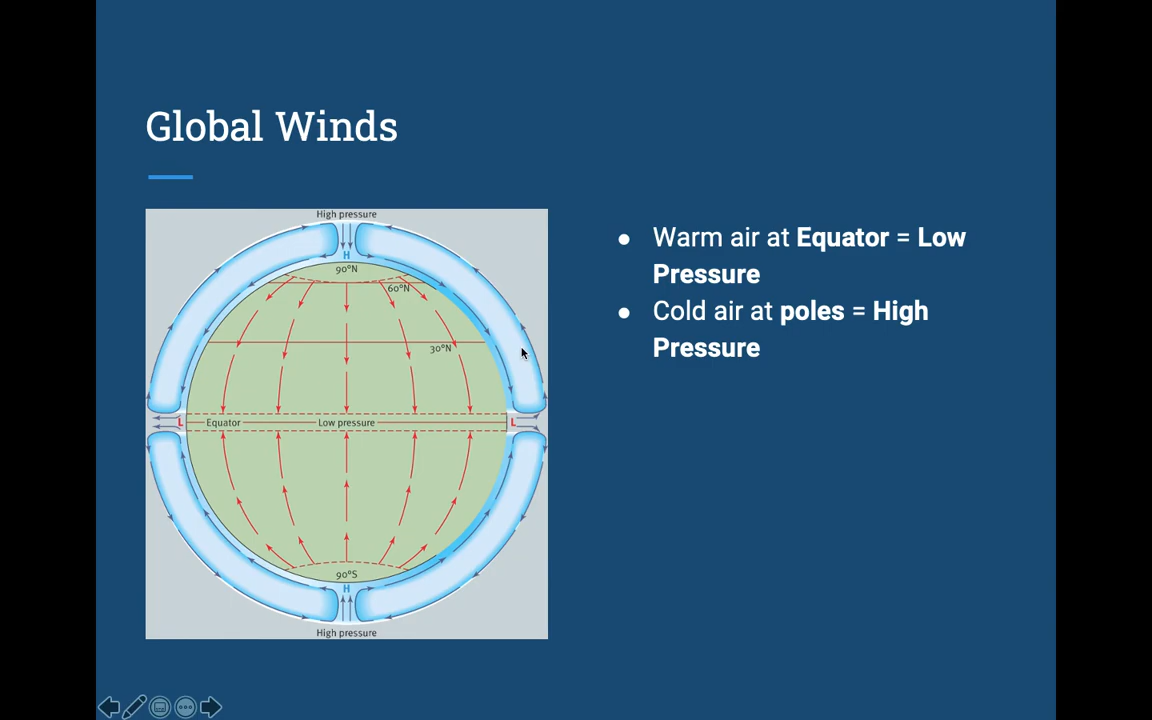 Global Winds
High pressure
H
90°N
60°N
30°N
L Equator Low pressure L
90°S
H
High pressure
● Warm air at Equator = Low
Pressure
● Cold air at poles = High
Pressure